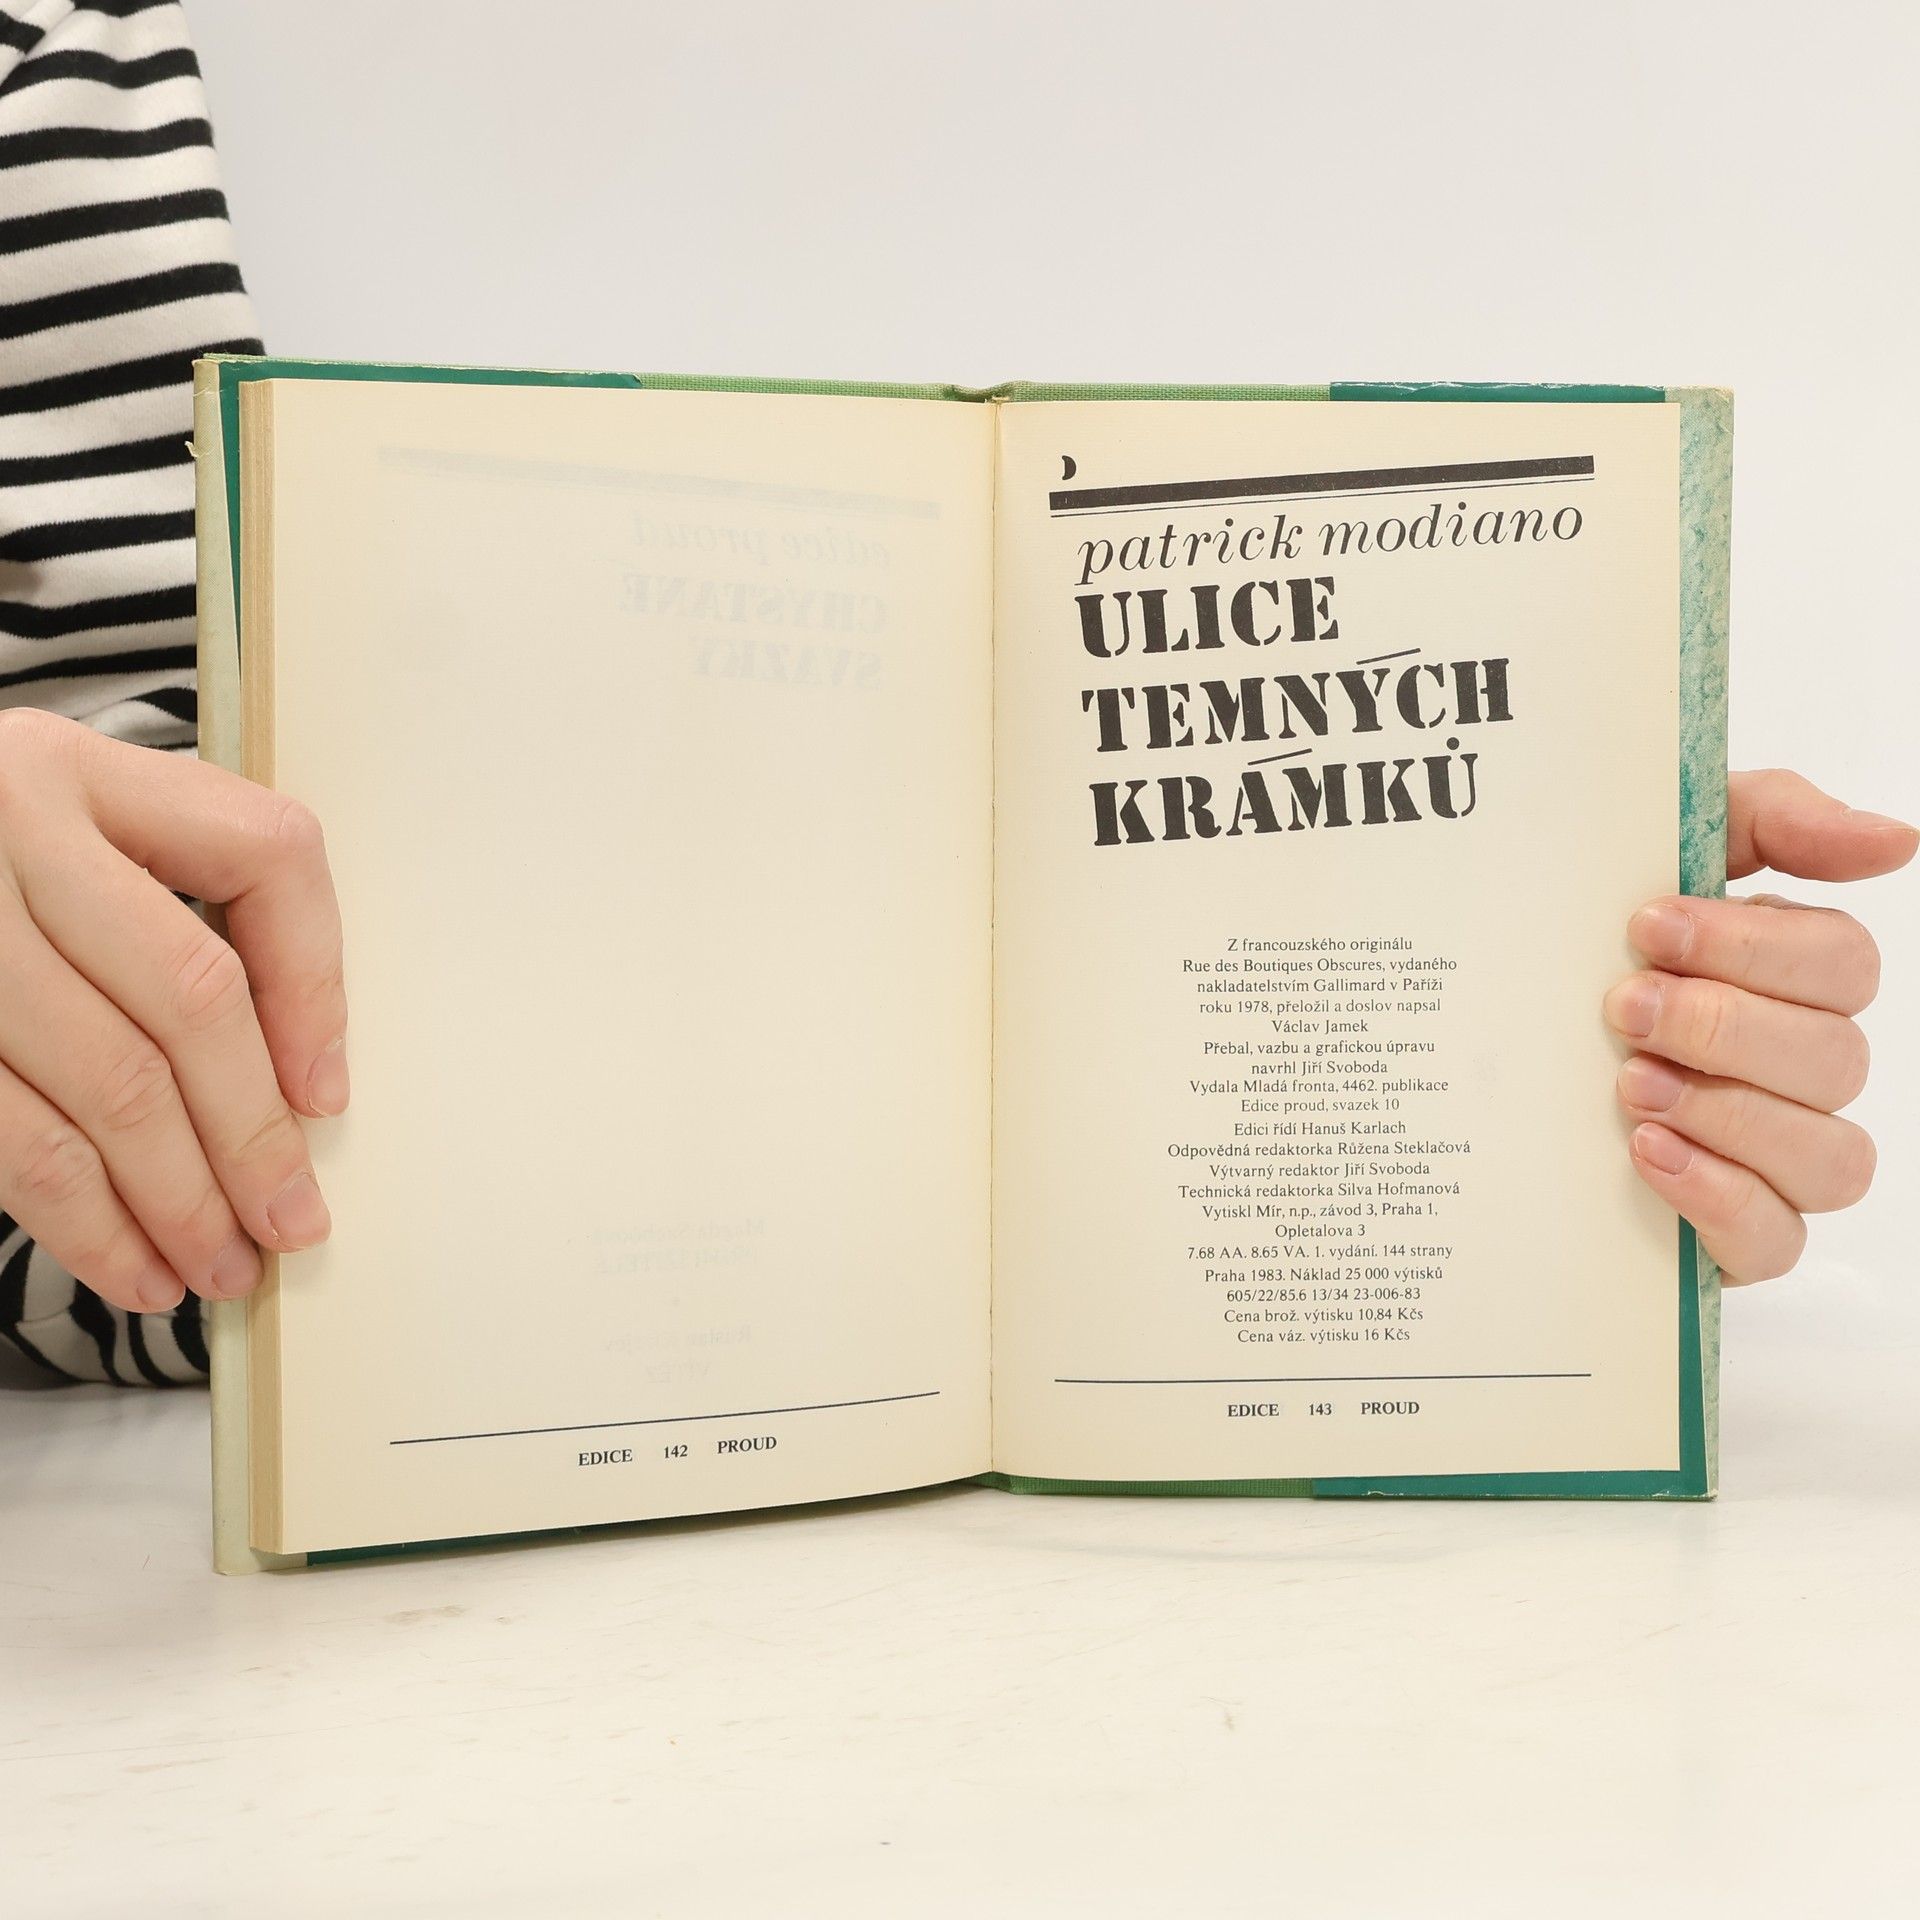 EDICE 142 PROUD
patrick modiano
ULICE
TEMNÝCH
KRÁMKŮ
Z francouzského originálu
Rue des Boutiques Obscures, vydaného
nakladatelstvím Gallimard v Paříži
roku 1978, přeložil a doslov napsal
Václav Jamek
Přebal, vazbu a grafickou úpravu
navrhl Jiří Svoboda
Vydala Mladá fronta, 4462. publikace
Edice proud, svazek 10
Edici řídí Hanuš Karlach
Odpovědná redaktorka Růžena Steklačová
Výtvarný redaktor Jiří Svoboda
Technická redaktorka Silva Hofmanová
Vytiskl Mír, n.p., závod 3, Praha 1,
Opletalova 3
7.68 AA. 8.65 VA. 1. vydání. 144 strany
Praha 1983. Náklad 25 000 výtisků
605/22/85.6 13/34 23-006-83
Cena brož. výtisku 10,84 Kčs
Cena váz. výtisku 16 Kčs
EDICE 143 PROUD